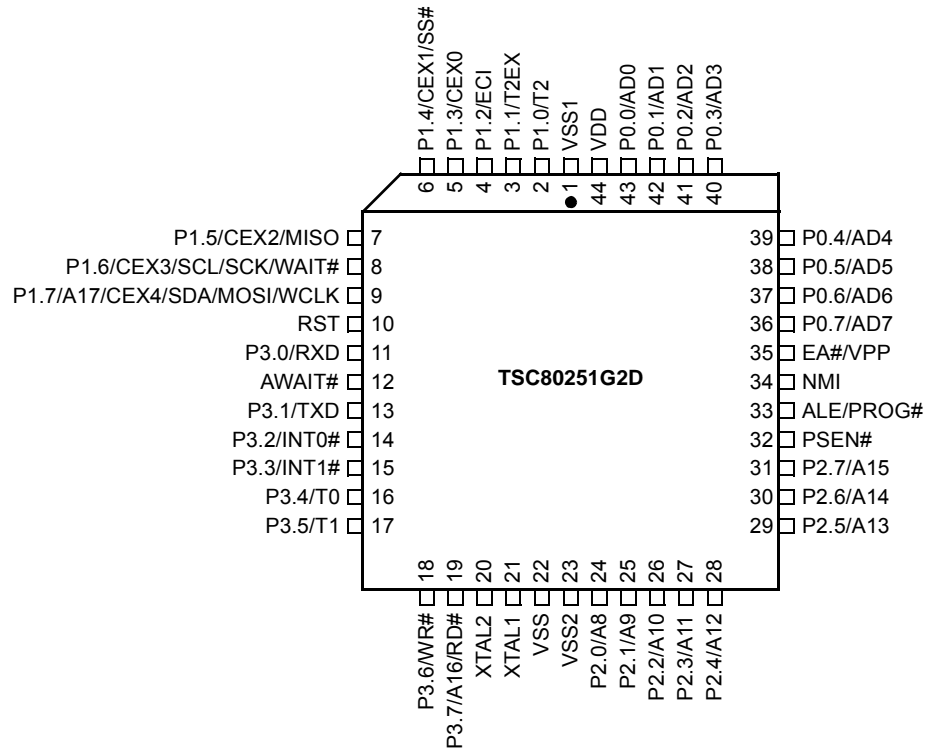 P1.4/CEX1/SS#
P1.3/CEX0
P1.2/ECI
P1.1/T2EX
P1.0/T2
VSS1
VDD
P0.0/AD0
P0.1/AD1
P0.2/AD2
P0.3/AD3
6
5
4
3
2
1
44
43
42
41
40
P1.5/CEX2/MISO 7
P1.6/CEX3/SCL/SCK/WAIT# 8
P1.7/A17/CEX4/SDA/MOSI/WCLK 9
RST 10
P3.0/RXD 11
AWAIT# 12
P3.1/TXD 13
P3.2/INT0# 14
P3.3/INT1# 15
P3.4/T0 16
P3.5/T1 17
TSC80251G2D
39 P0.4/AD4
38 P0.5/AD5
37 P0.6/AD6
36 P0.7/AD7
35 EA#/VPP
34 NMI
33 ALE/PROG#
32 PSEN#
31 P2.7/A15
30 P2.6/A14
29 P2.5/A13
18
19
20
21
22
23
24
25
26
27
28
P3.6/WR#
P3.7/A16/RD#
XTAL2
XTAL1
VSS
VSS2
P2.0/A8
P2.1/A9
P2.2/A10
P2.3/A11
P2.4/A12